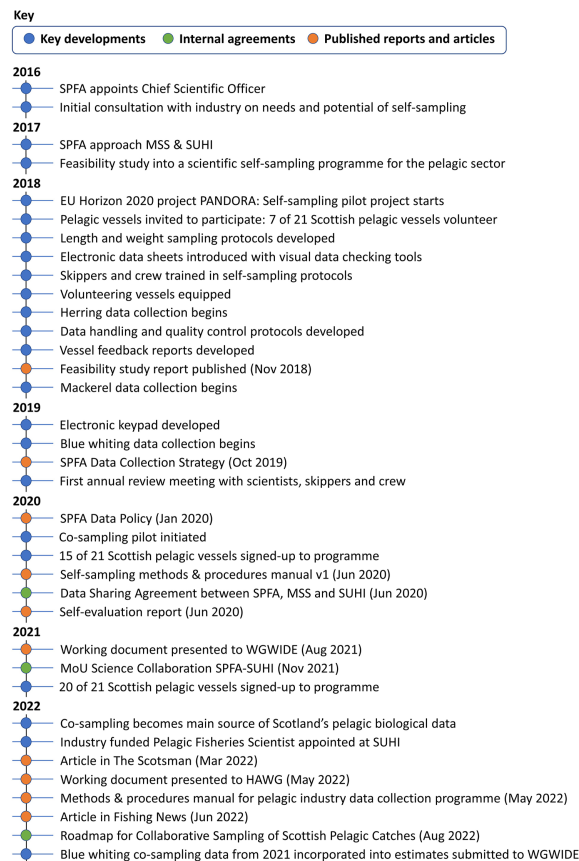 Key
Key developments
Internal agreements
Published reports and articles
2016
SPFA appoints Chief Scientific Officer
Initial consultation with industry on needs and potential of self-sampling
2017
SPFA approach MSS & SUHI
Feasibility study into a scientific self-sampling programme for the pelagic sector
2018
EU Horizon 2020 project PANDORA: Self-sampling pilot project starts
Pelagic vessels invited to participate: 7 of 21 Scottish pelagic vessels volunteer
Length and weight sampling protocols developed
Electronic data sheets introduced with visual data checking tools
Skippers and crew trained in self-sampling protocols
Volunteering vessels equipped
Herring data collection begins
Data handling and quality control protocols developed
Vessel feedback reports developed
Feasibility study report published (Nov 2018)
Mackerel data collection begins
2019
Electronic keypad developed
Blue whiting data collection begins
SPFA Data Collection Strategy (Oct 2019)
First annual review meeting with scientists, skippers and crew
2020
SPFA Data Policy (Jan 2020)
Co-sampling pilot initiated
15 of 21 Scottish pelagic vessels signed-up to programme
Self-sampling methods & procedures manual v1 (Jun 2020)
Data Sharing Agreement between SPFA, MSS and SUHI (Jun 2020)
Self-evaluation report (Jun 2020)
2021
Working document presented to WGWIDE (Aug 2021)
MoU Science Collaboration SPFA-SUHI (Nov 2021)
20 of 21 Scottish pelagic vessels signed-up to programme
2022
Co-sampling becomes main source of Scotland's pelagic biological data
Industry funded Pelagic Fisheries Scientist appointed at SUHI
Article in The Scotsman (Mar 2022)
Working document presented to HAWG (May 2022)
Methods & procedures manual for pelagic industry data collection programme (May 2022)
Article in Fishing News (Jun 2022)
Roadmap for Collaborative Sampling of Scottish Pelagic Catches (Aug 2022)
Blue whiting co-sampling data from 2021 incorporated into estimates submitted to WGWIDE